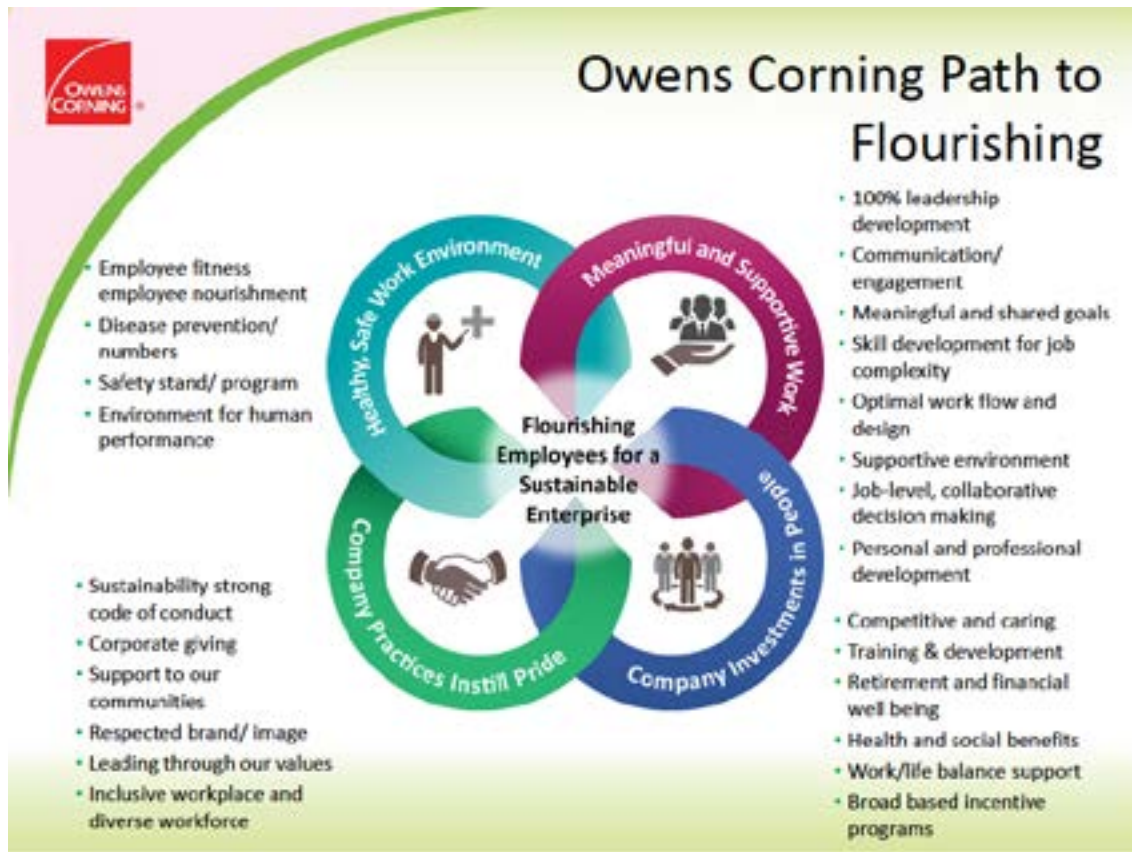 OWENS
CORNING
Owens Corning Path to
Flourishing
Employee fitness
employee nourishment
Disease prevention/
numbers
Safety stand/ program
Environment for human
performance
Healthy, Safe Work Environment
Meaningful and Supportive Work
100% leadership
development
Communication/
engagement
Meaningful and shared goals
Skill development for job
complexity
Optimal work flow and
design
Supportive environment
Job-level, collaborative
decision making
Personal and professional
development
Flourishing
Employees for a
Sustainable
Enterprise
Sustainability strong
code of conduct
Corporate giving
Support to our
communities
Respected brand/ image
Leading through our values
Inclusive workplace and
diverse workforce
Company Practices Instill Pride
Company Investments in People
Competitive and caring
Training & development
Retirement and financial
well being
Health and social benefits
Work/life balance support
Broad based incentive
programs